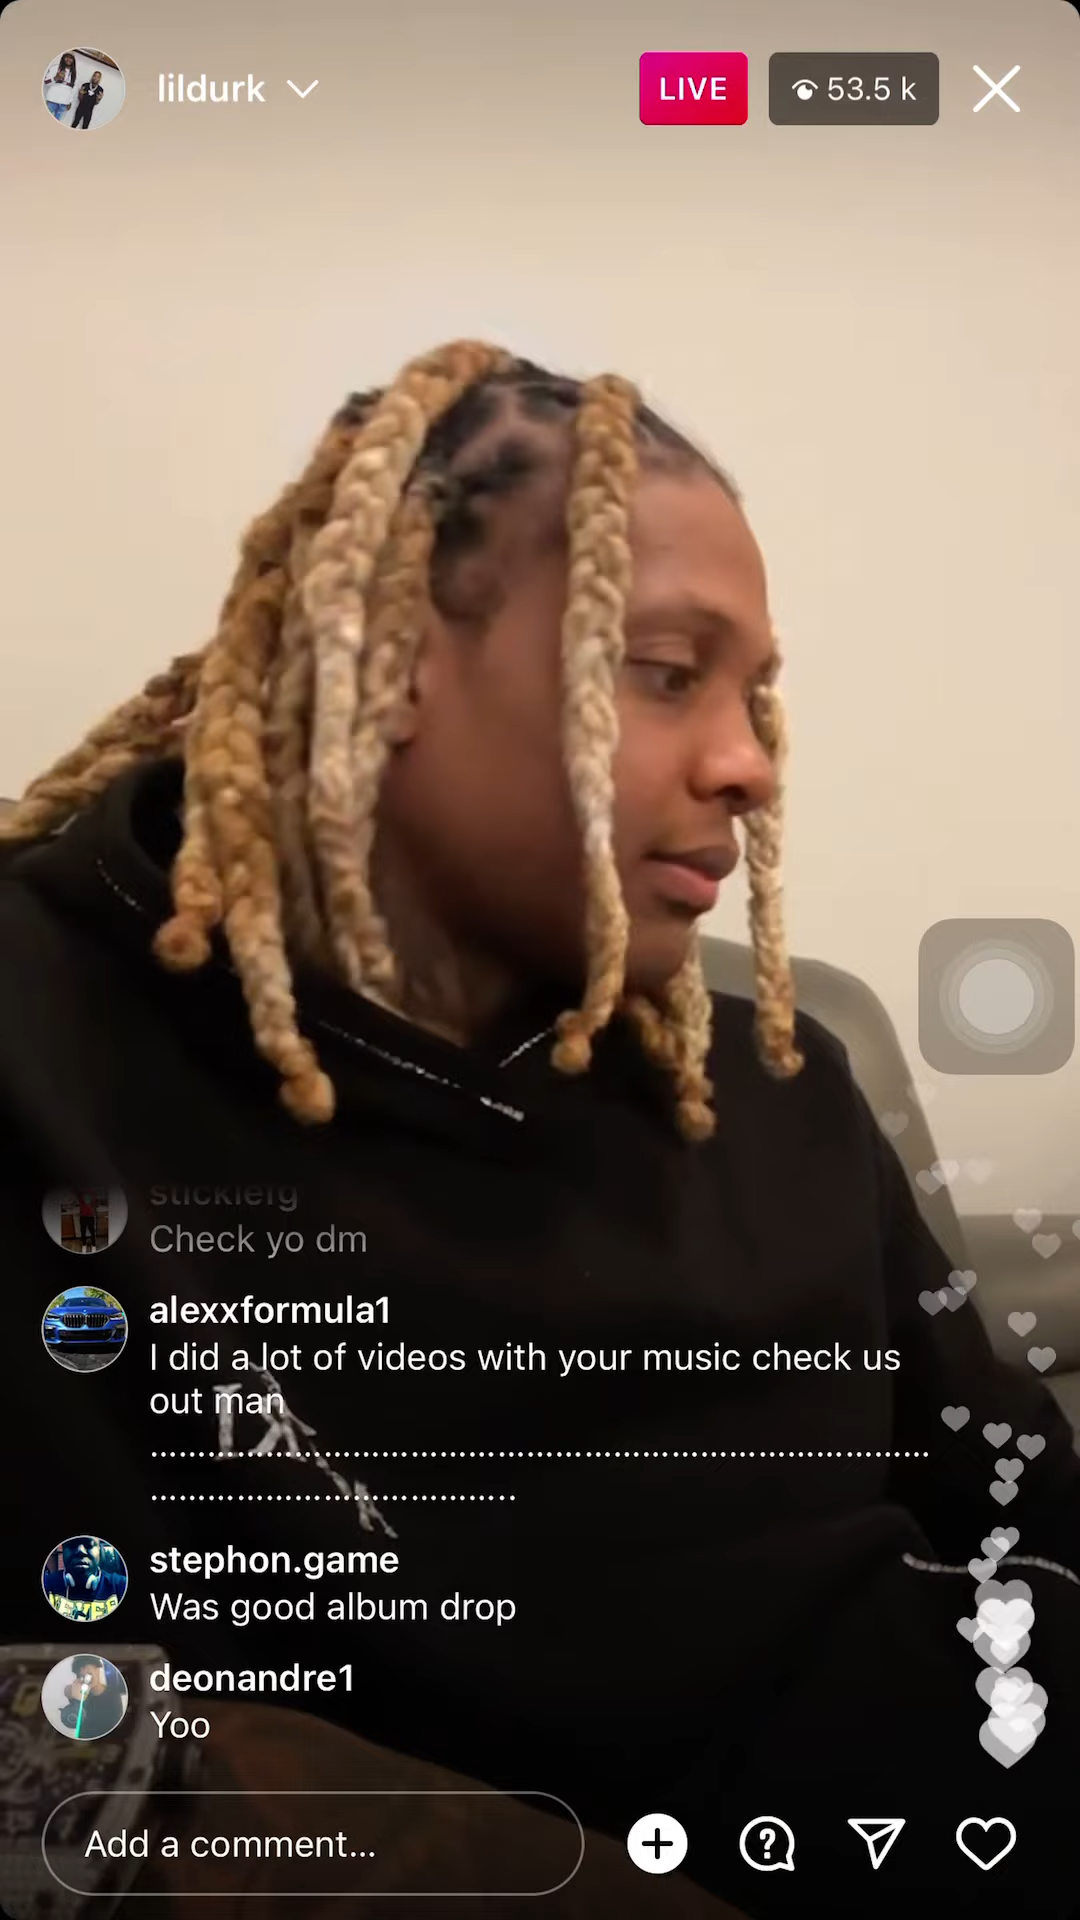 lildurk
LIVE
53.5 k
sticklerg
Check yo dm
alexxformula1
I did a lot of videos with your music check us
out man
...................................................................................
.......................................
stephon.game
Was good album drop
deonandre1
Yoo
Add a comment...